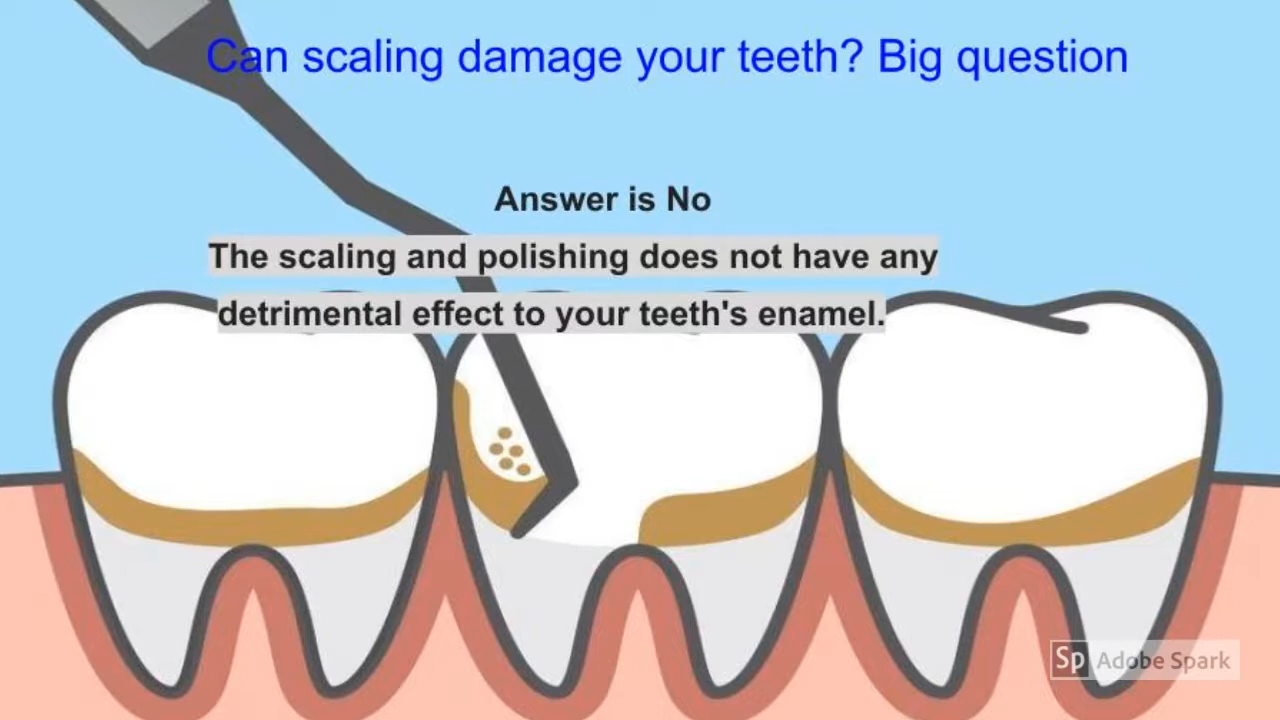 Can scaling damage your teeth? Big question
Answer is No
The scaling and polishing does not have any
detrimental effect to your teeth's enamel.
Sp Adobe Spark